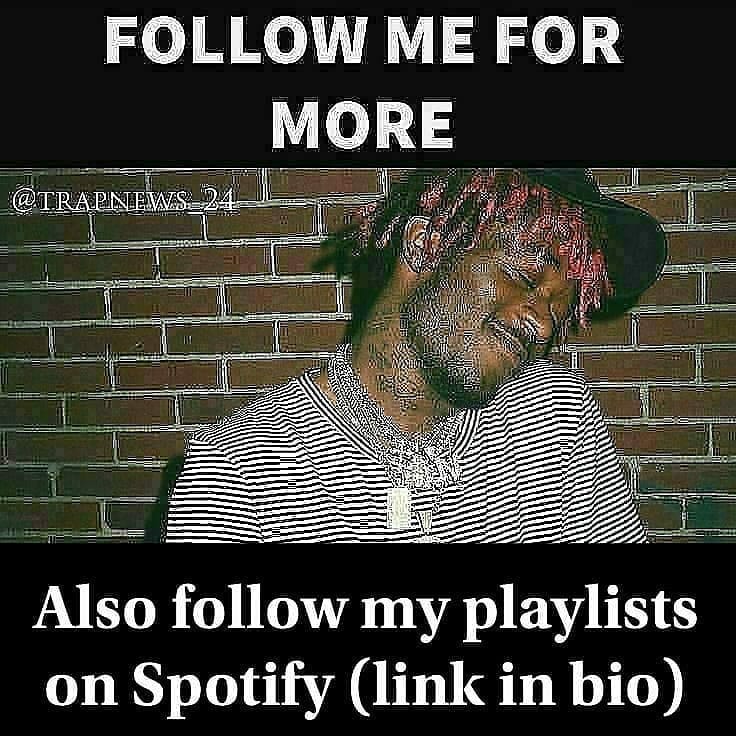 FOLLOW ME FOR
MORE
@TRAPNEWS_24
Also follow my playlists
on Spotify (link in bio)